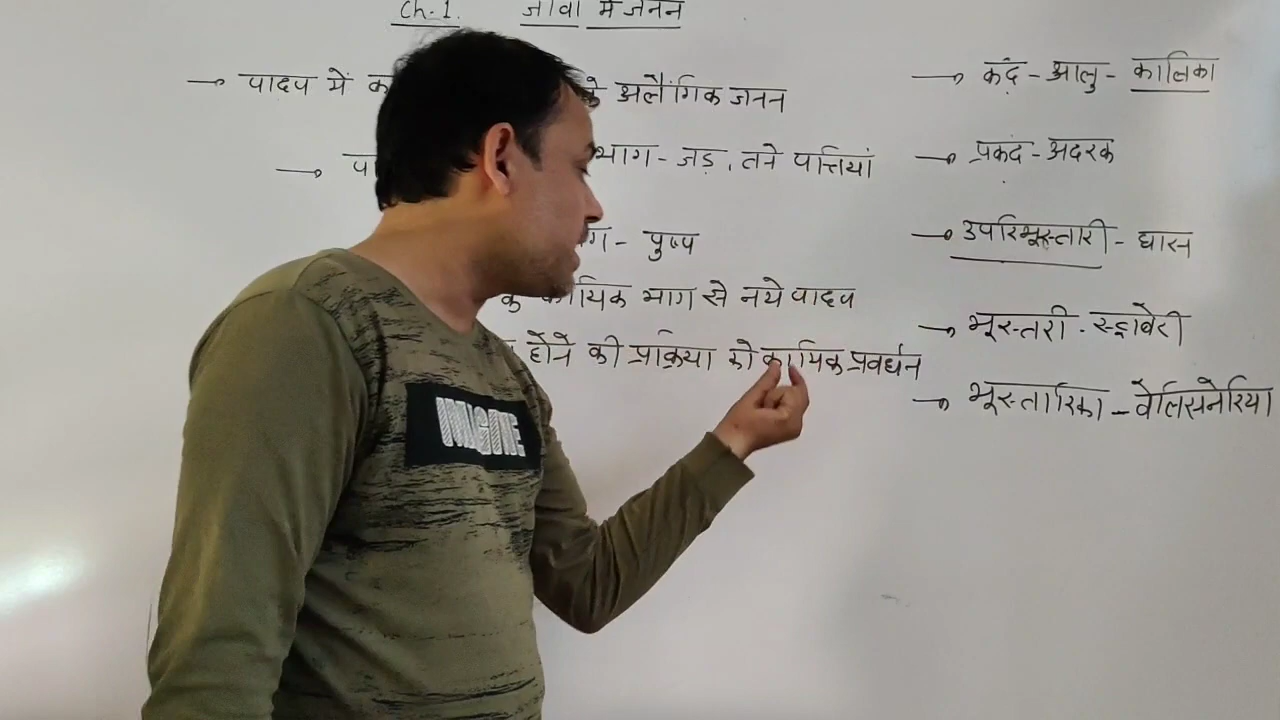 Ch-1. जीवों में जनन
→ पादप में अलैंगिक जनन
→ भाग - जड़, तने पत्तियां
- पुष्प
के कायिक भाग से नये पादप
होने की प्रक्रिया को कायिक प्रवर्धन
→ कंद - आलु - कालिका
→ प्रकंद - अदरक
→ उपरिभूस्तारी - घास
→ भूस्तरी - स्ट्रावेरी
→ भूस्तारिका - वेलिसनेरिया